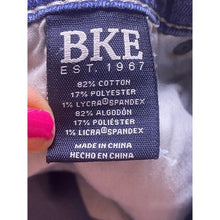 BKE
EST. 1967
82% COTTON
17% POLYESTER
1% LYCRA® SPANDEX
82% ALGODÓN
17% POLIÉSTER
1% LICRA® SPANDEX
MADE IN CHINA
HECHO EN CHINA